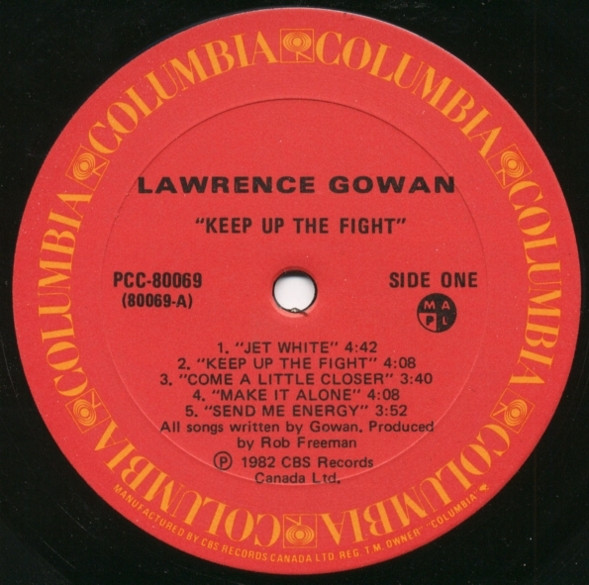 COLUMBIA COLUMBIA COLUMBIA COLUMBIA COLUMBIA COLUMBIA COLUMBIA COLUMBIA
LAWRENCE GOWAN
"KEEP UP THE FIGHT"
PCC-80069
(80069-A)
SIDE ONE
M A
P L
1. "JET WHITE" 4:42
2. "KEEP UP THE FIGHT" 4:08
3. "COME A LITTLE CLOSER" 3:40
4. "MAKE IT ALONE" 4:08
5. "SEND ME ENERGY" 3:52
All songs written by Gowan. Produced
by Rob Freeman
Ⓟ 1982 CBS Records
Canada Ltd.
MANUFACTURED BY CBS RECORDS CANADA LTD. REG. T.M. OWNER "COLUMBIA"